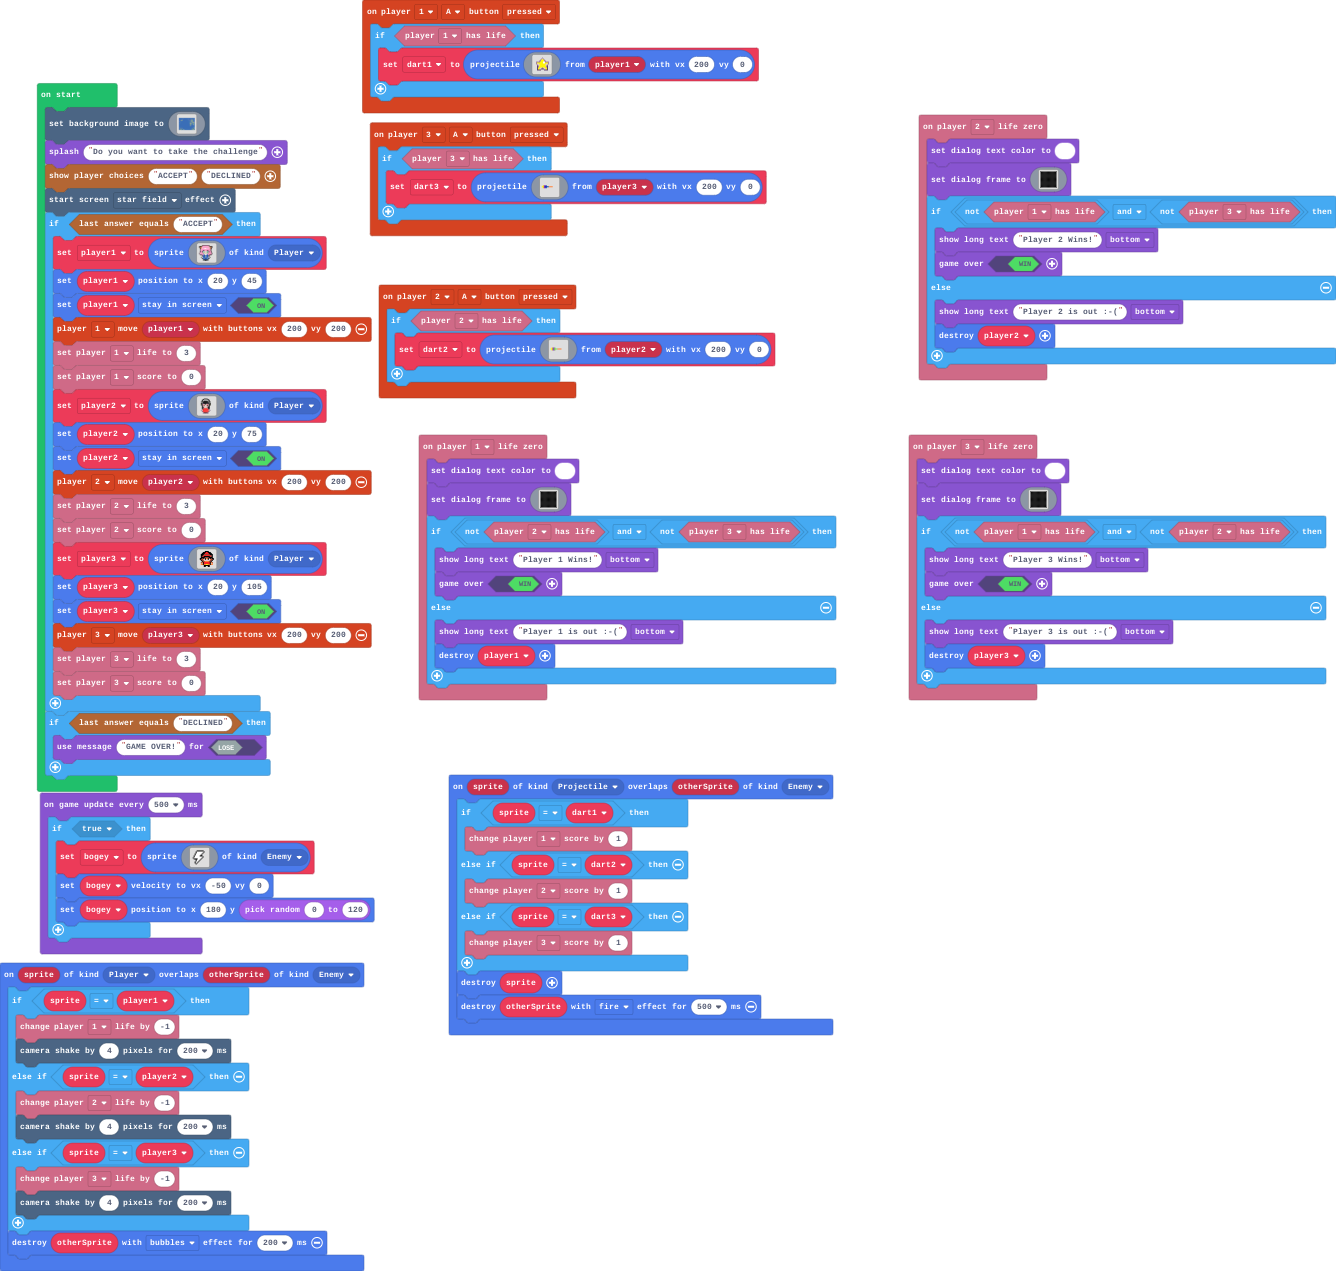 on start
set background image to
splash "Do you want to take the challenge"
show player choices "ACCEPT" "DECLINED"
start screen star field effect
if last answer equals "ACCEPT" then
set player1 to sprite of kind Player
set player1 position to x 20 y 45
set player1 stay in screen ON
player 1 move player1 with buttons vx 200 vy 200
set player 1 life to 3
set player 1 score to 0
set player2 to sprite of kind Player
set player2 position to x 20 y 75
set player2 stay in screen ON
player 2 move player2 with buttons vx 200 vy 200
set player 2 life to 3
set player 2 score to 0
set player3 to sprite of kind Player
set player3 position to x 20 y 105
set player3 stay in screen ON
player 3 move player3 with buttons vx 200 vy 200
set player 3 life to 3
set player 3 score to 0
if last answer equals "DECLINED" then
use message "GAME OVER!" for LOSE
on game update every 500 ms
if true then
set bogey to sprite of kind Enemy
set bogey velocity to vx -50 vy 0
set bogey position to x 180 y pick random 0 to 120
on sprite of kind Player overlaps otherSprite of kind Enemy
if sprite = player1 then
change player 1 life by -1
camera shake by 4 pixels for 200 ms
else if sprite = player2 then
change player 2 life by -1
camera shake by 4 pixels for 200 ms
else if sprite = player3 then
change player 3 life by -1
camera shake by 4 pixels for 200 ms
destroy otherSprite with bubbles effect for 200 ms
on player 1 A button pressed
if player 1 has life then
set dart1 to projectile from player1 with vx 200 vy 0
on player 3 A button pressed
if player 3 has life then
set dart3 to projectile from player3 with vx 200 vy 0
on player 2 A button pressed
if player 2 has life then
set dart2 to projectile from player2 with vx 200 vy 0
on player 1 life zero
set dialog text color to
set dialog frame to
if not player 2 has life and not player 3 has life then
show long text "Player 1 Wins!" bottom
game over WIN
else
show long text "Player 1 is out :-(" bottom
destroy player1
on sprite of kind Projectile overlaps otherSprite of kind Enemy
if sprite = dart1 then
change player 1 score by 1
else if sprite = dart2 then
change player 2 score by 1
else if sprite = dart3 then
change player 3 score by 1
destroy sprite
destroy otherSprite with fire effect for 500 ms
on player 2 life zero
set dialog text color to
set dialog frame to
if not player 1 has life and not player 3 has life then
show long text "Player 2 Wins!" bottom
game over WIN
else
show long text "Player 2 is out :-(" bottom
destroy player2
on player 3 life zero
set dialog text color to
set dialog frame to
if not player 1 has life and not player 2 has life then
show long text "Player 3 Wins!" bottom
game over WIN
else
show long text "Player 3 is out :-(" bottom
destroy player3